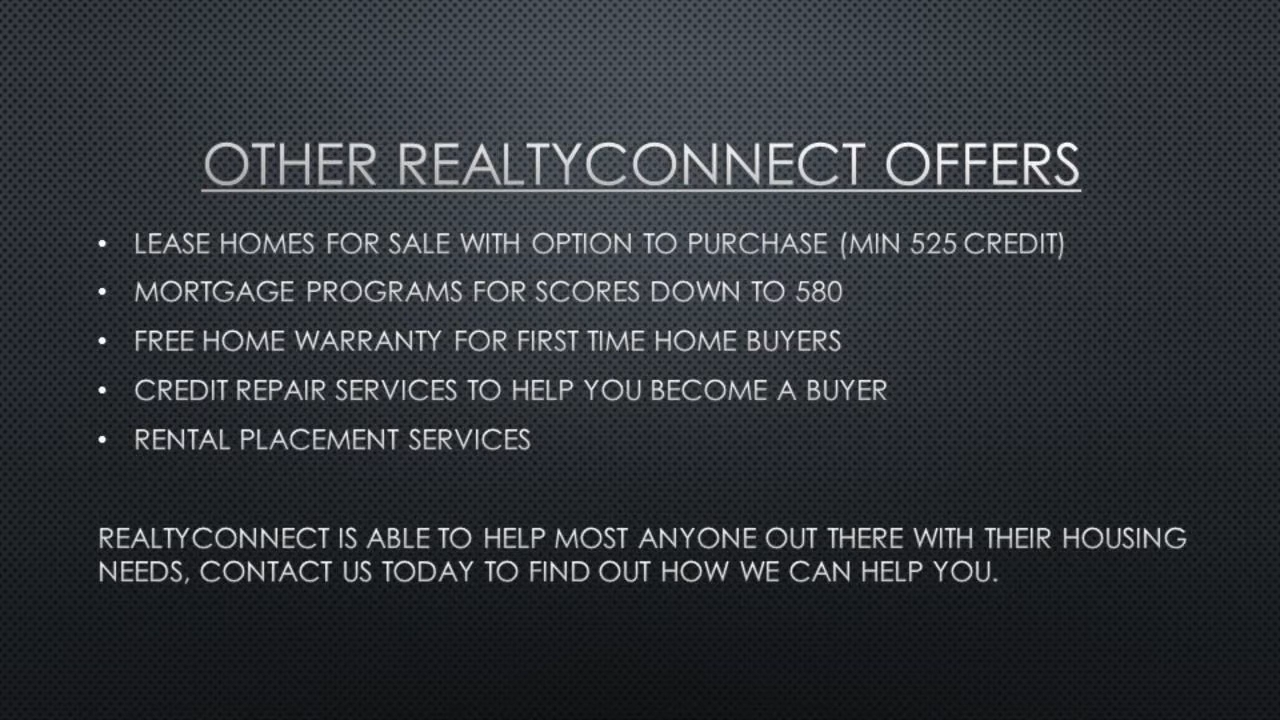 OTHER REALTYCONNECT OFFERS
• LEASE HOMES FOR SALE WITH OPTION TO PURCHASE (MIN 525 CREDIT)
• MORTGAGE PROGRAMS FOR SCORES DOWN TO 580
• FREE HOME WARRANTY FOR FIRST TIME HOME BUYERS
• CREDIT REPAIR SERVICES TO HELP YOU BECOME A BUYER
• RENTAL PLACEMENT SERVICES
REALTYCONNECT IS ABLE TO HELP MOST ANYONE OUT THERE WITH THEIR HOUSING
NEEDS, CONTACT US TODAY TO FIND OUT HOW WE CAN HELP YOU.